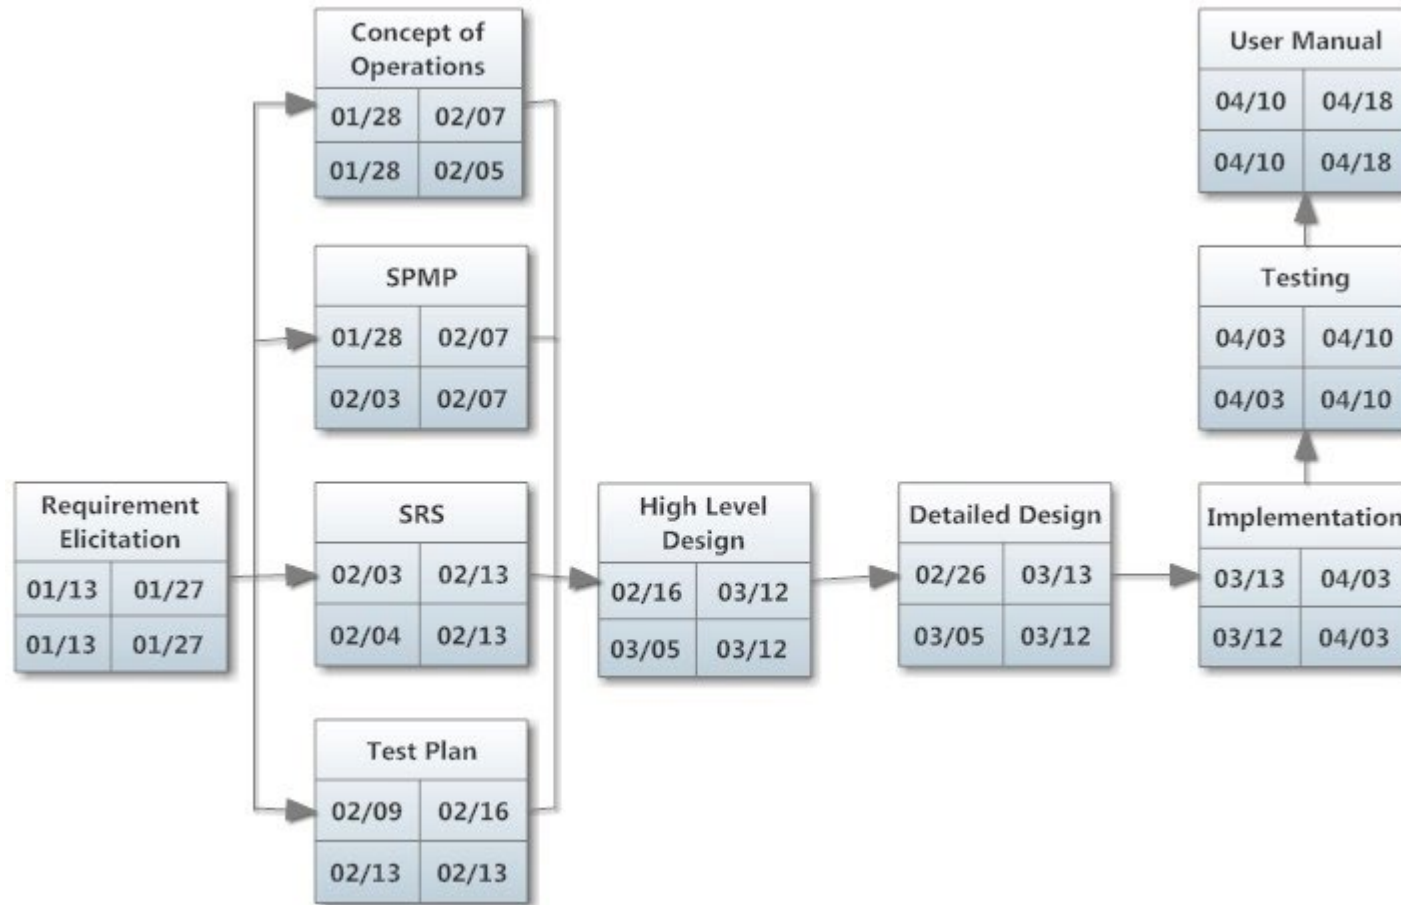 Concept of
Operations
01/28 02/07
01/28 02/05
SPMP
01/28 02/07
02/03 02/07
Requirement
Elicitation
01/13 01/27
01/13 01/27
SRS
02/03 02/13
02/04 02/13
Test Plan
02/09 02/16
02/13 02/13
High Level
Design
02/16 03/12
03/05 03/12
Detailed Design
02/26 03/13
03/05 03/12
Implementation
03/13 04/03
03/12 04/03
Testing
04/03 04/10
04/03 04/10
User Manual
04/10 04/18
04/10 04/18